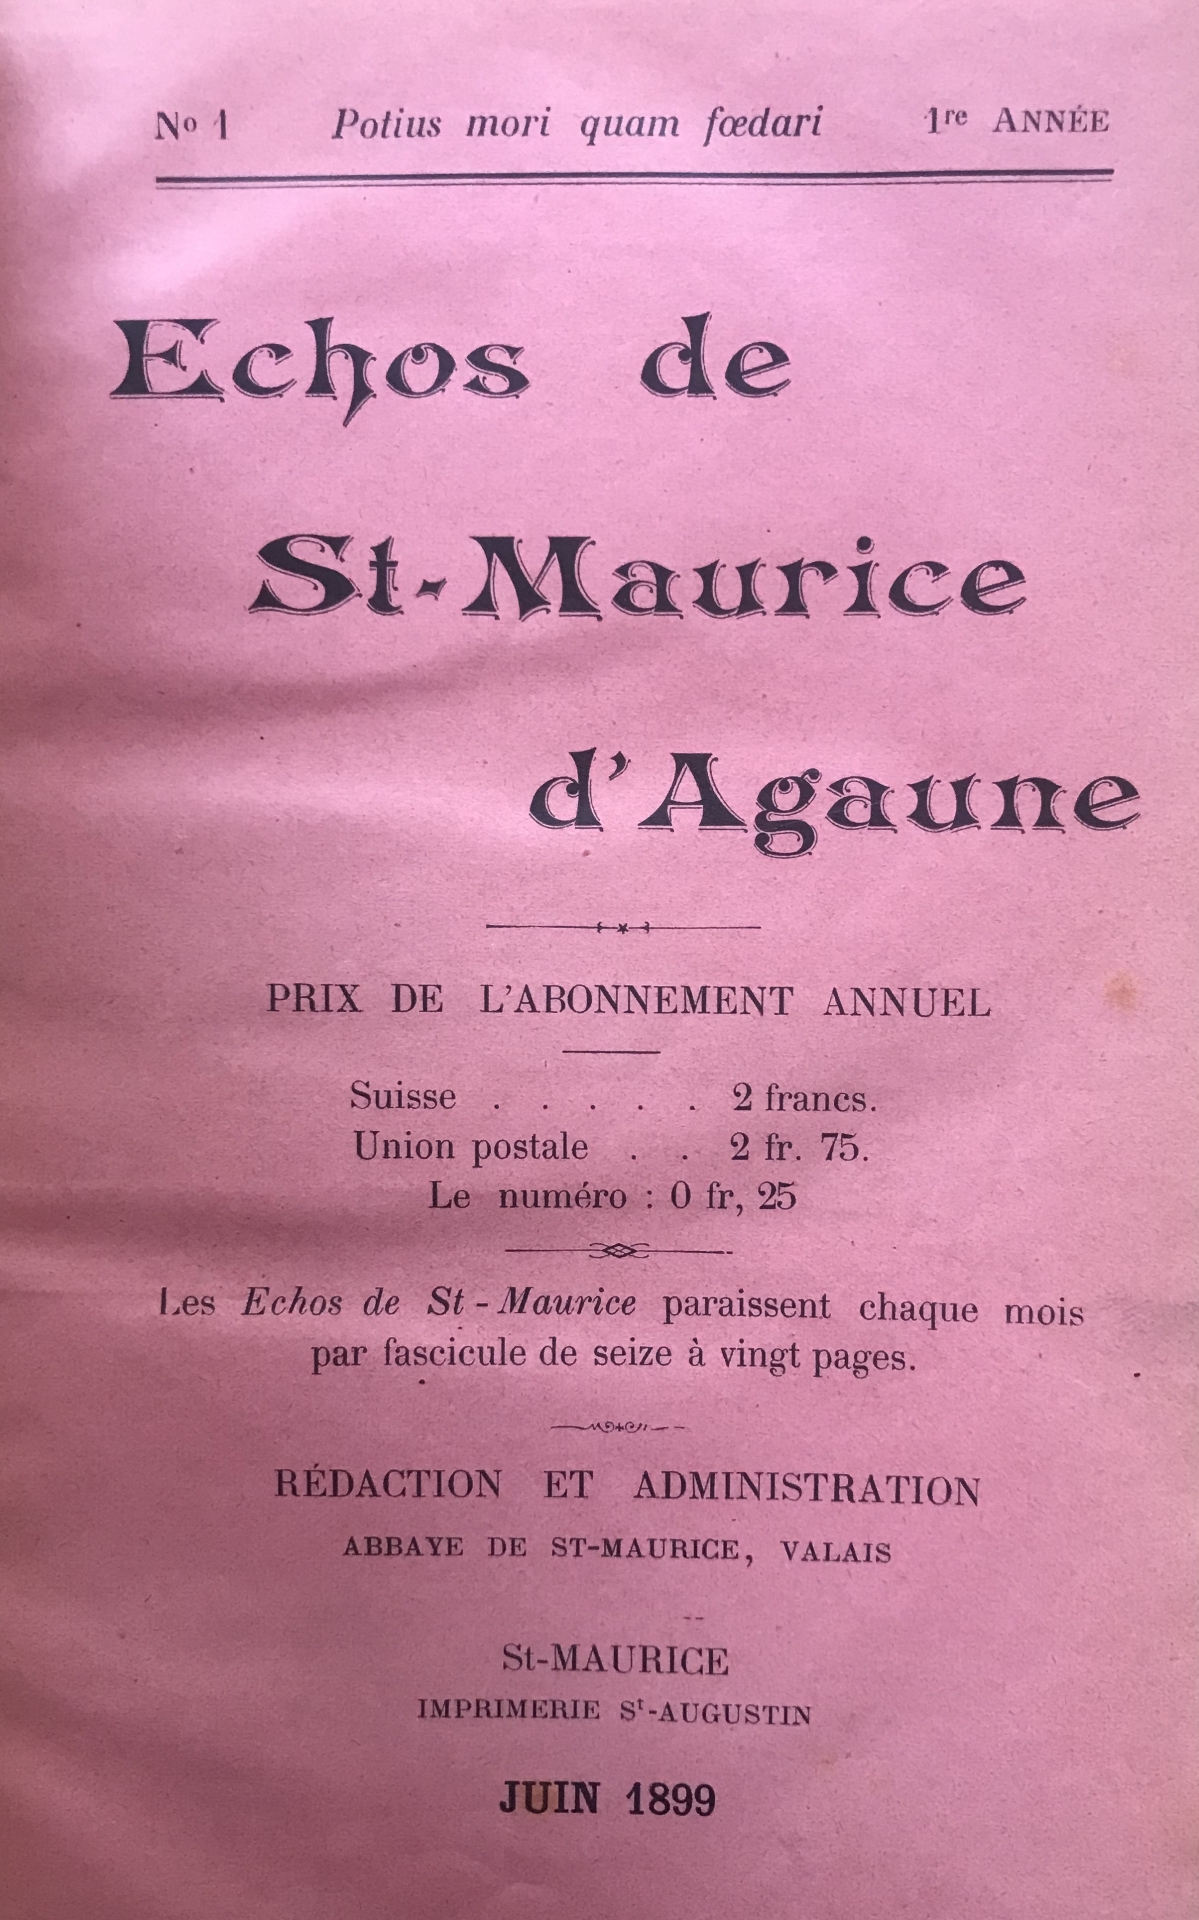 Nº 1 Potius mori quam fœdari 1re ANNÉE
Echos de
St-Maurice
d'Agaune
PRIX DE L'ABONNEMENT ANNUEL
Suisse . . . . . 2 francs.
Union postale . . 2 fr. 75.
Le numéro : 0 fr, 25
Les Echos de St-Maurice paraissent chaque mois
par fascicule de seize à vingt pages.
RÉDACTION ET ADMINISTRATION
ABBAYE DE ST-MAURICE, VALAIS
St-MAURICE
IMPRIMERIE St-AUGUSTIN
JUIN 1899